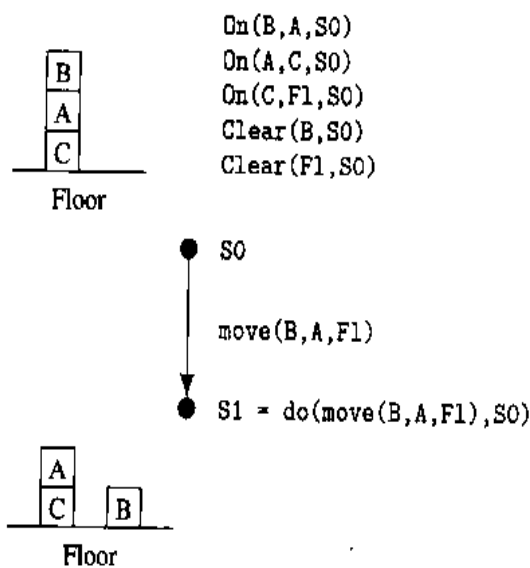 On(B,A,S0)
On(A,C,S0)
On(C,Fl,S0)
Clear(B,S0)
Clear(Fl,S0)
B
A
C
Floor
S0
move(B,A,Fl)
S1 = do(move(B,A,Fl),S0)
A
C B
Floor